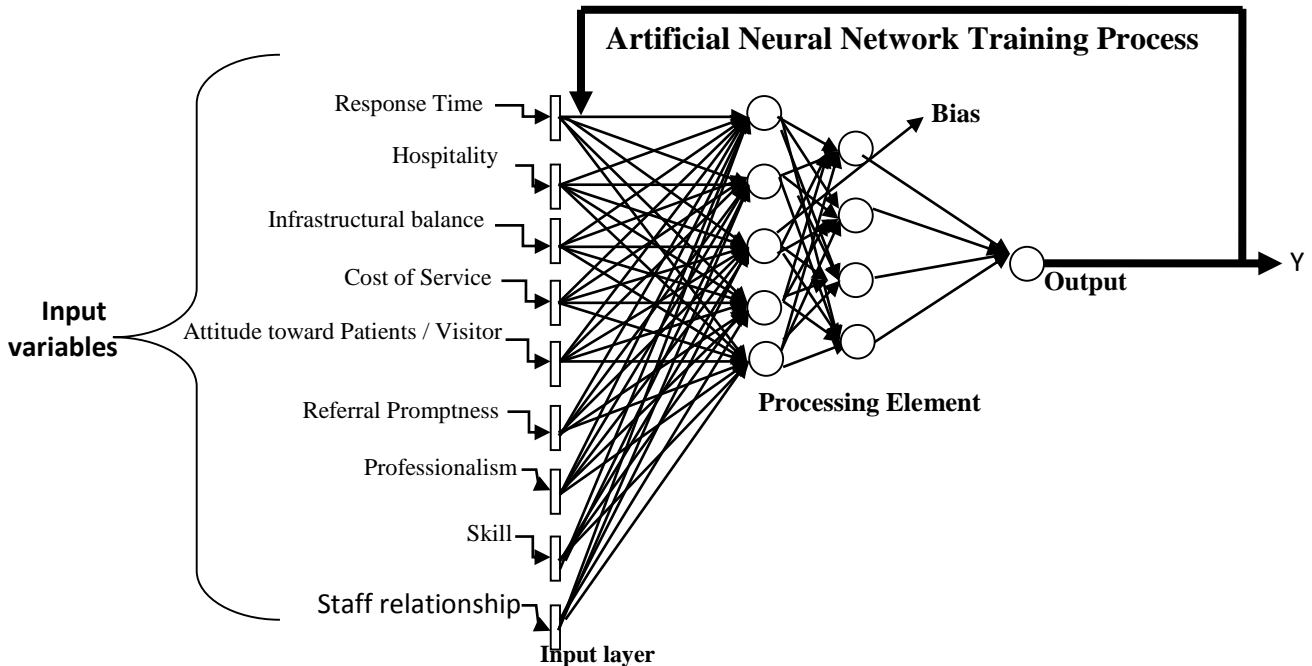 Artificial Neural Network Training Process
Response Time
Bias
Hospitality
Infrastructural balance
Cost of Service
Y
Output
Input
variables
Attitude toward Patients / Visitor
Processing Element
Referral Promptness
Professionalism
Skill
Staff relationship
Input layer